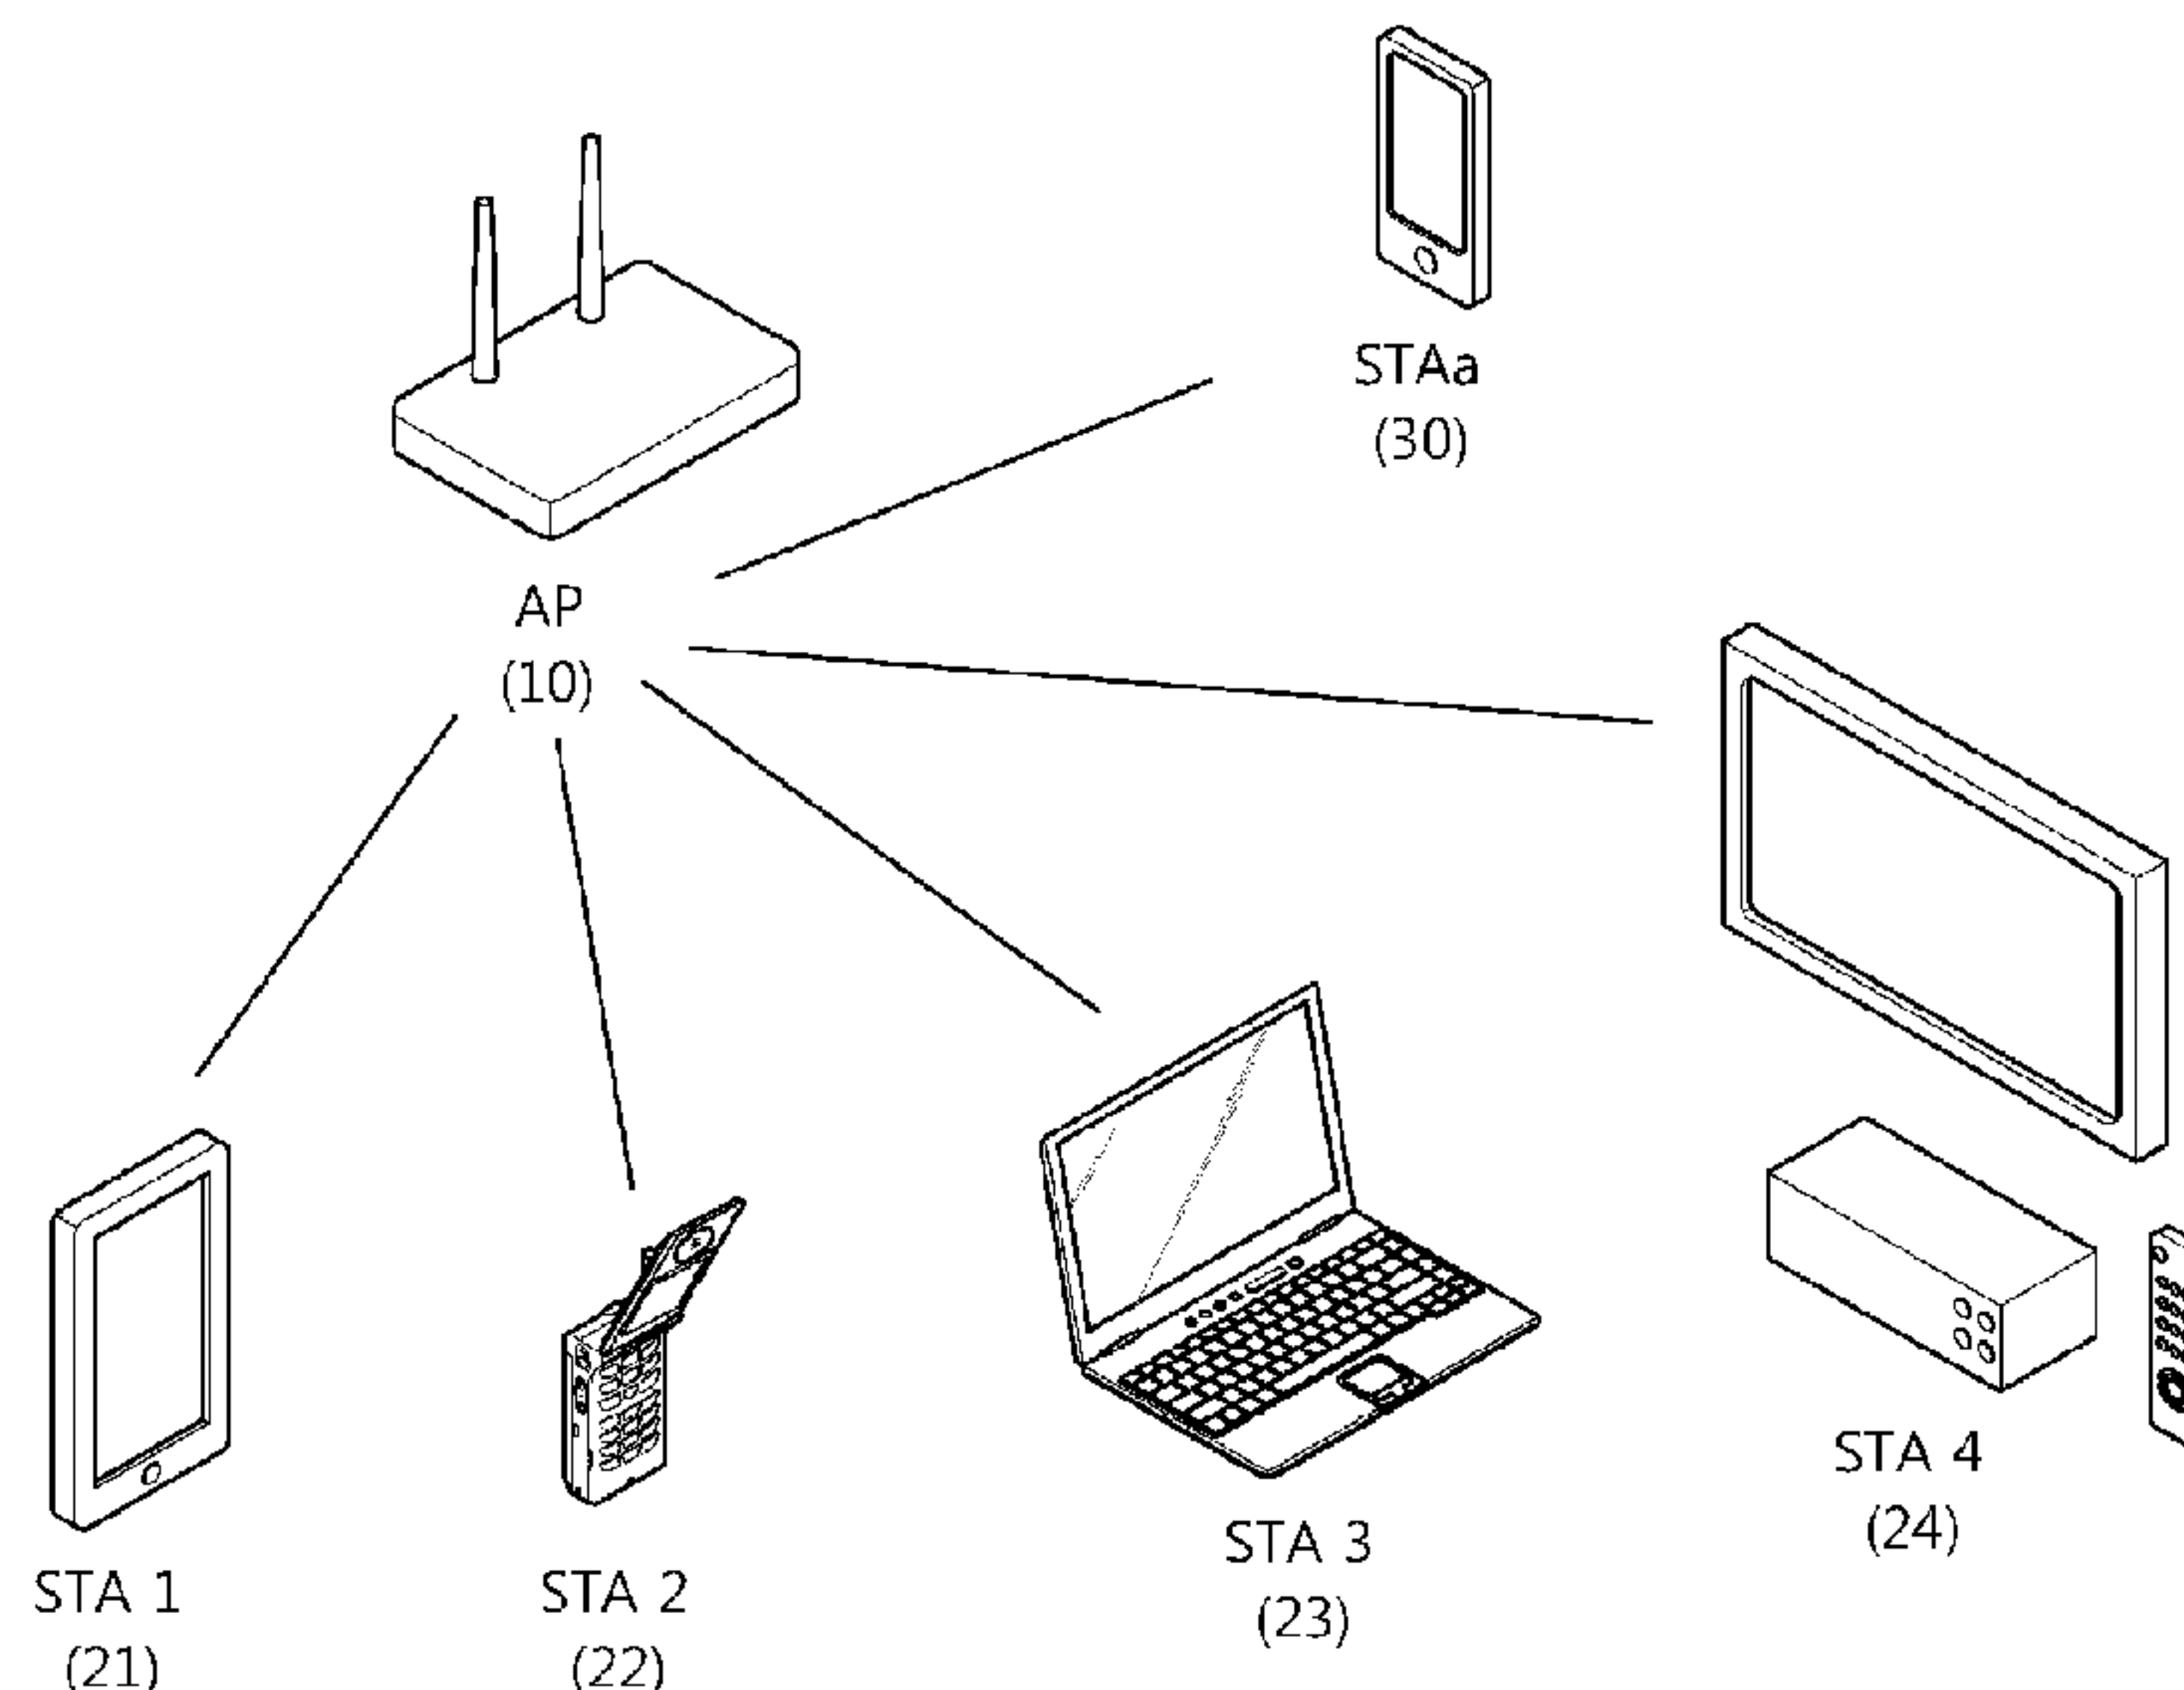 STAa
(30)
AP
(10)
STA 4
(24)
STA 3
(23)
STA 1
(21)
STA 2
(22)